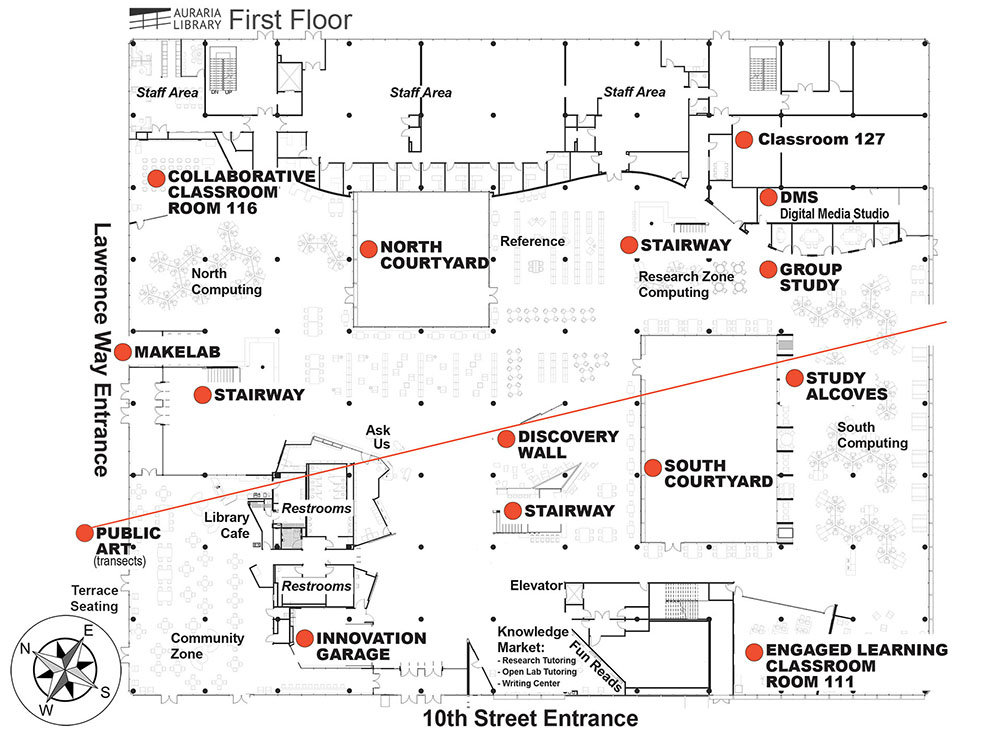 AURARIA
LIBRARY
First Floor
Staff Area
DN UP
Staff Area
Staff Area
Classroom 127
COLLABORATIVE
CLASSROOM
ROOM 116
DMS
Digital Media Studio
NORTH
COURTYARD
Reference
STAIRWAY
Research Zone
Computing
GROUP
STUDY
North
Computing
Lawrence Way Entrance
MAKELAB
STAIRWAY
STUDY
ALCOVES
Ask
Us
DISCOVERY
WALL
South
Computing
SOUTH
COURTYARD
Restrooms
Library
Cafe
STAIRWAY
PUBLIC
ART
(transects)
Terrace
Seating
Restrooms
Elevator
Community
Zone
INNOVATION
GARAGE
Knowledge
Market:
- Research Tutoring
- Open Lab Tutoring
- Writing Center
Fun Reads
ENGAGED LEARNING
CLASSROOM
ROOM 111
N
E
S
W
10th Street Entrance